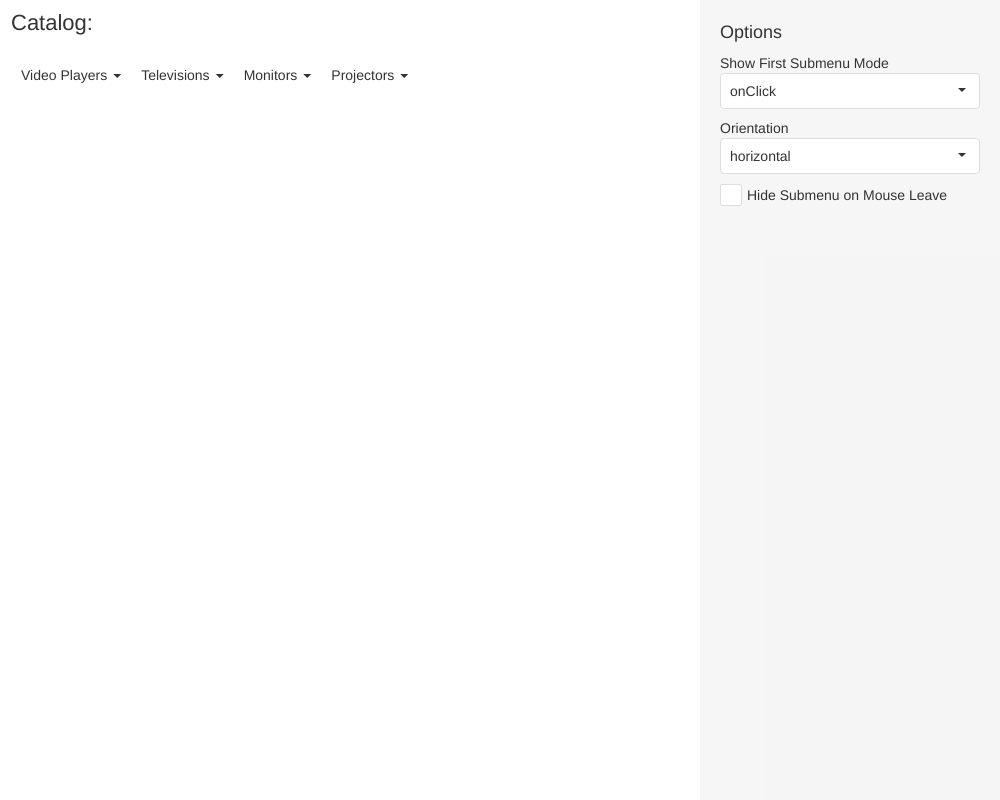 Catalog:
Video Players Televisions Monitors Projectors
Options
Show First Submenu Mode
onClick
Orientation
horizontal
Hide Submenu on Mouse Leave